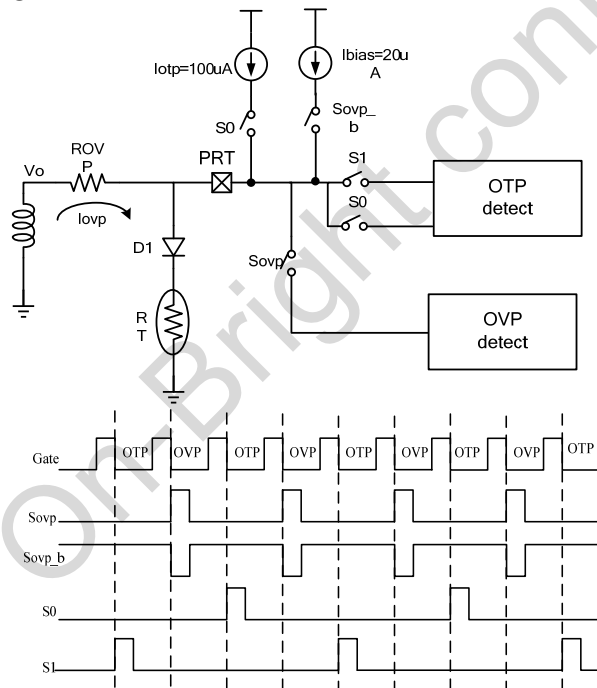 Iotp=100uA
Ibias=20u
A
S0
Sovp_
b
ROV
P
Vo
PRT
S1
S0
OTP
detect
Iovp
D1
Sovp
R
T
OVP
detect
Gate OTP OVP OTP OVP OTP OVP OTP OVP OTP
Sovp
Sovp_b
S0
S1
On-Bright con